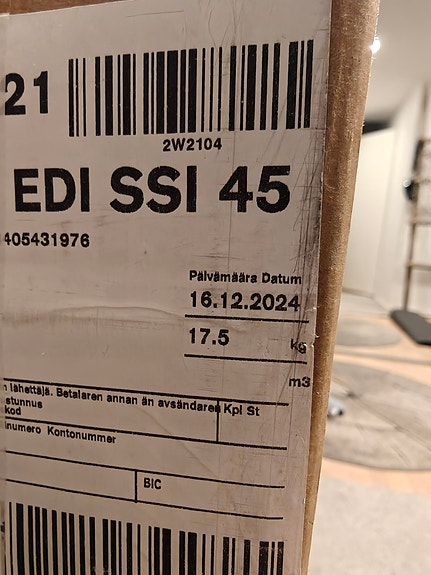 21
2W2104
EDI SSI 45
405431976
Päivämäärä Datum
16.12.2024
17.5 kg
m3
lähettäjä. Betalaren annan än avsändaren Kpl St
stunnus
kod
inumero Kontonummer
BIC